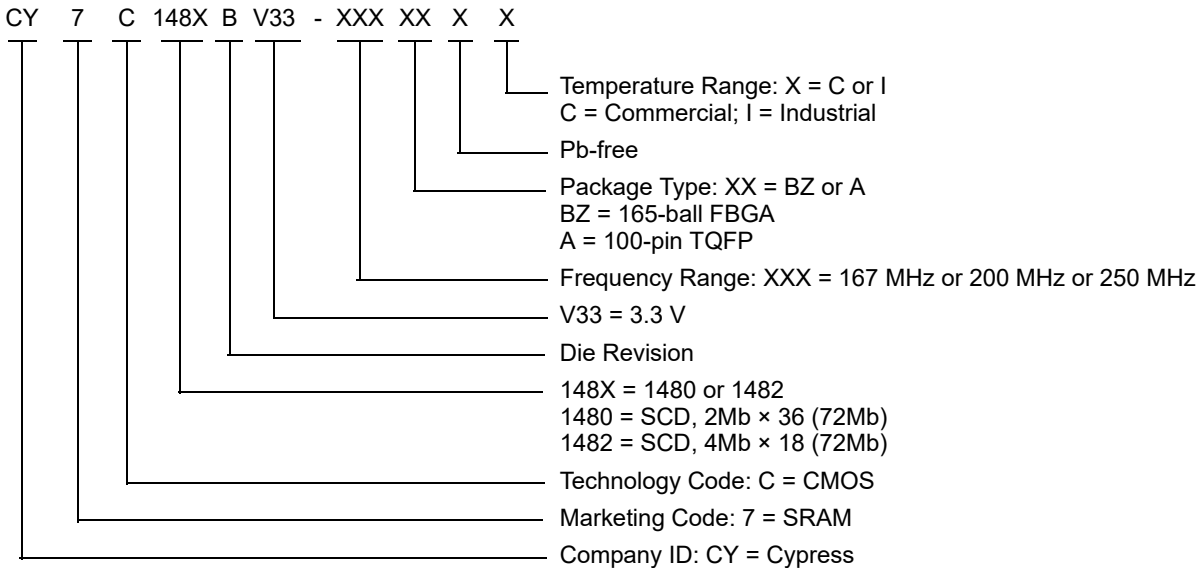 CY 7 C 148X B V33 - XXX XX X X
Temperature Range: X = C or I
C = Commercial; I = Industrial
Pb-free
Package Type: XX = BZ or A
BZ = 165-ball FBGA
A = 100-pin TQFP
Frequency Range: XXX = 167 MHz or 200 MHz or 250 MHz
V33 = 3.3 V
Die Revision
148X = 1480 or 1482
1480 = SCD, 2Mb × 36 (72Mb)
1482 = SCD, 4Mb × 18 (72Mb)
Technology Code: C = CMOS
Marketing Code: 7 = SRAM
Company ID: CY = Cypress